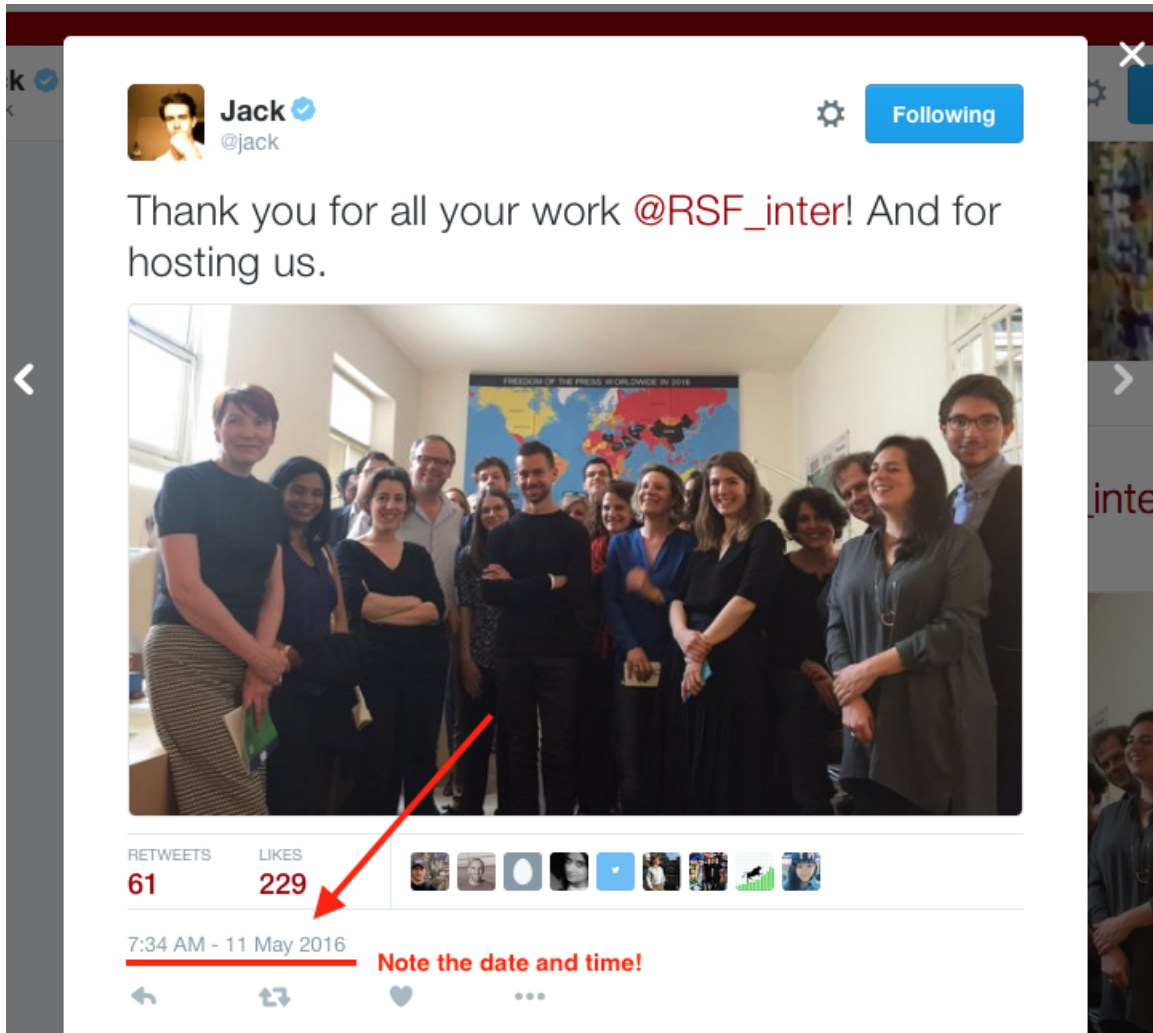 k
Jack
@jack
Following
Thank you for all your work @RSF_inter! And for
hosting us.
FREEDOM OF THE PRESS WORLDWIDE IN 2016
_inte
RETWEETS
LIKES
61
229
7:34 AM - 11 May 2016
Note the date and time!